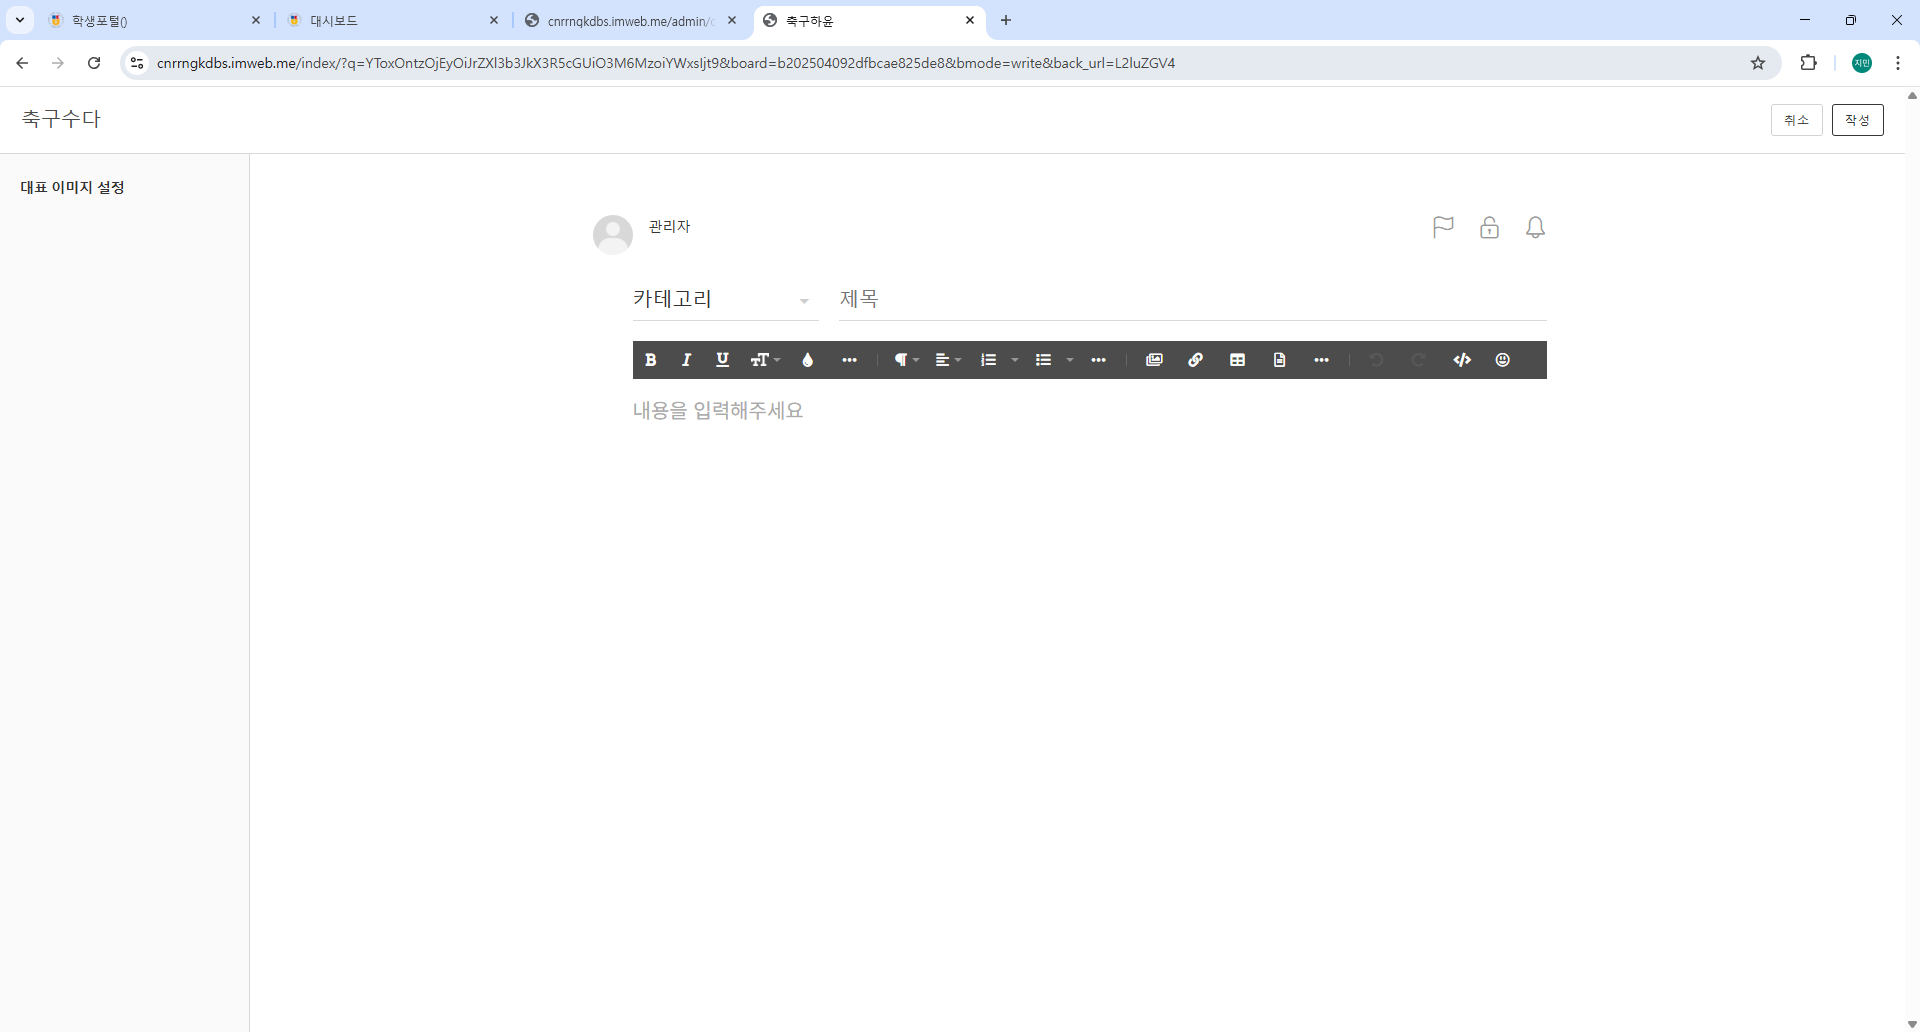 학생포털()
대시보드
cnrrngkdbs.imweb.me/admin/
축구하윤
cnrrngkdbs.imweb.me/index/?q=YToxOntzOjEyOiJrZXl3b3JkX3R5cGUiO3M6MzoiYWxsIjt9&board=b202504092dfbcae825de8&bmode=write&back_url=L2luZGV4
지민
축구수다
취소
작성
대표 이미지 설정
관리자
카테고리
제목
내용을 입력해주세요